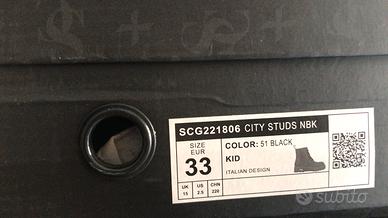 SCG221806 CITY STUDS NBK
SIZE
EUR
33
COLOR: 51 BLACK
KID
ITALIAN DESIGN
UK
15
US
2.5
CHN
220
subito